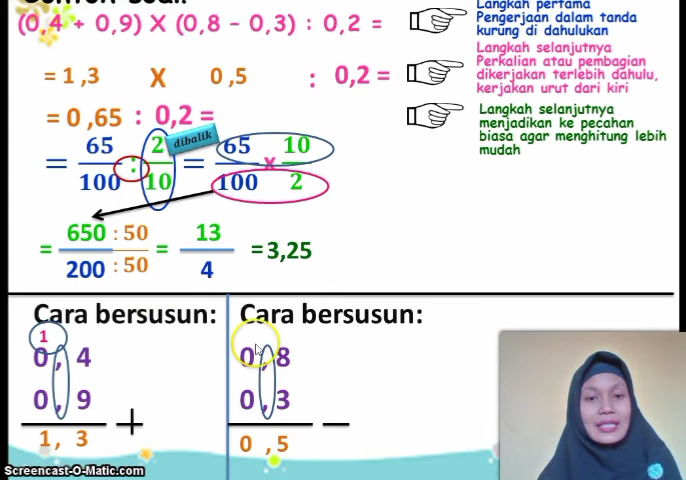 (0,4 + 0,9) X (0,8 - 0,3) : 0,2 =
= 1,3 X 0,5 : 0,2 =
= 0,65 : 0,2 =
= 65/100 : 2/10 = 65/100 x 10/2
dibalik
= 650/200 : 50/: 50 = 13/4 = 3,25
Langkah pertama
Pengerjaan dalam tanda
kurung di dahulukan
Langkah selanjutnya
Perkalian atau pembagian
dikerjakan terlebih dahulu,
kerjakan urut dari kiri
Langkah selanjutnya
menjadikan ke pecahan
biasa agar menghitung lebih
mudah
Cara bersusun:
1
0, 4
0, 9
+
1, 3
Cara bersusun:
0,8
0,3
−
0 ,5
Screencast-O-Matic.com